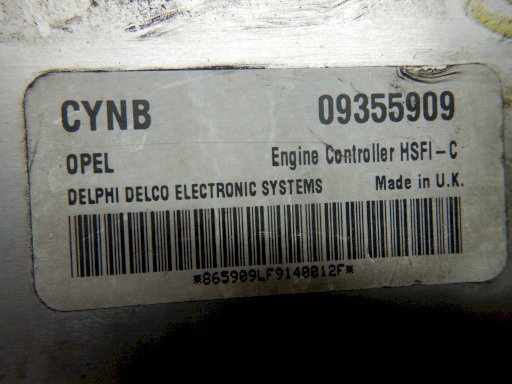 CYNB 09355909
OPEL Engine Controller HSFI-C
DELPHI DELCO ELECTRONIC SYSTEMS Made in U.K.
*865909LF9140012F*